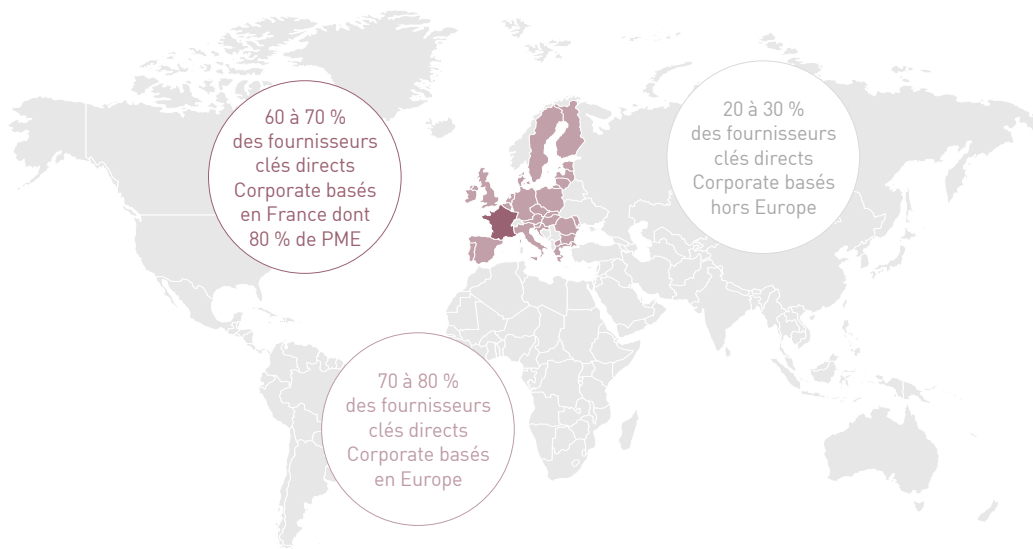 60 à 70 %
des fournisseurs
clés directs
Corporate basés
en France dont
80 % de PME
20 à 30 %
des fournisseurs
clés directs
Corporate basés
hors Europe
70 à 80 %
des fournisseurs
clés directs
Corporate basés
en Europe